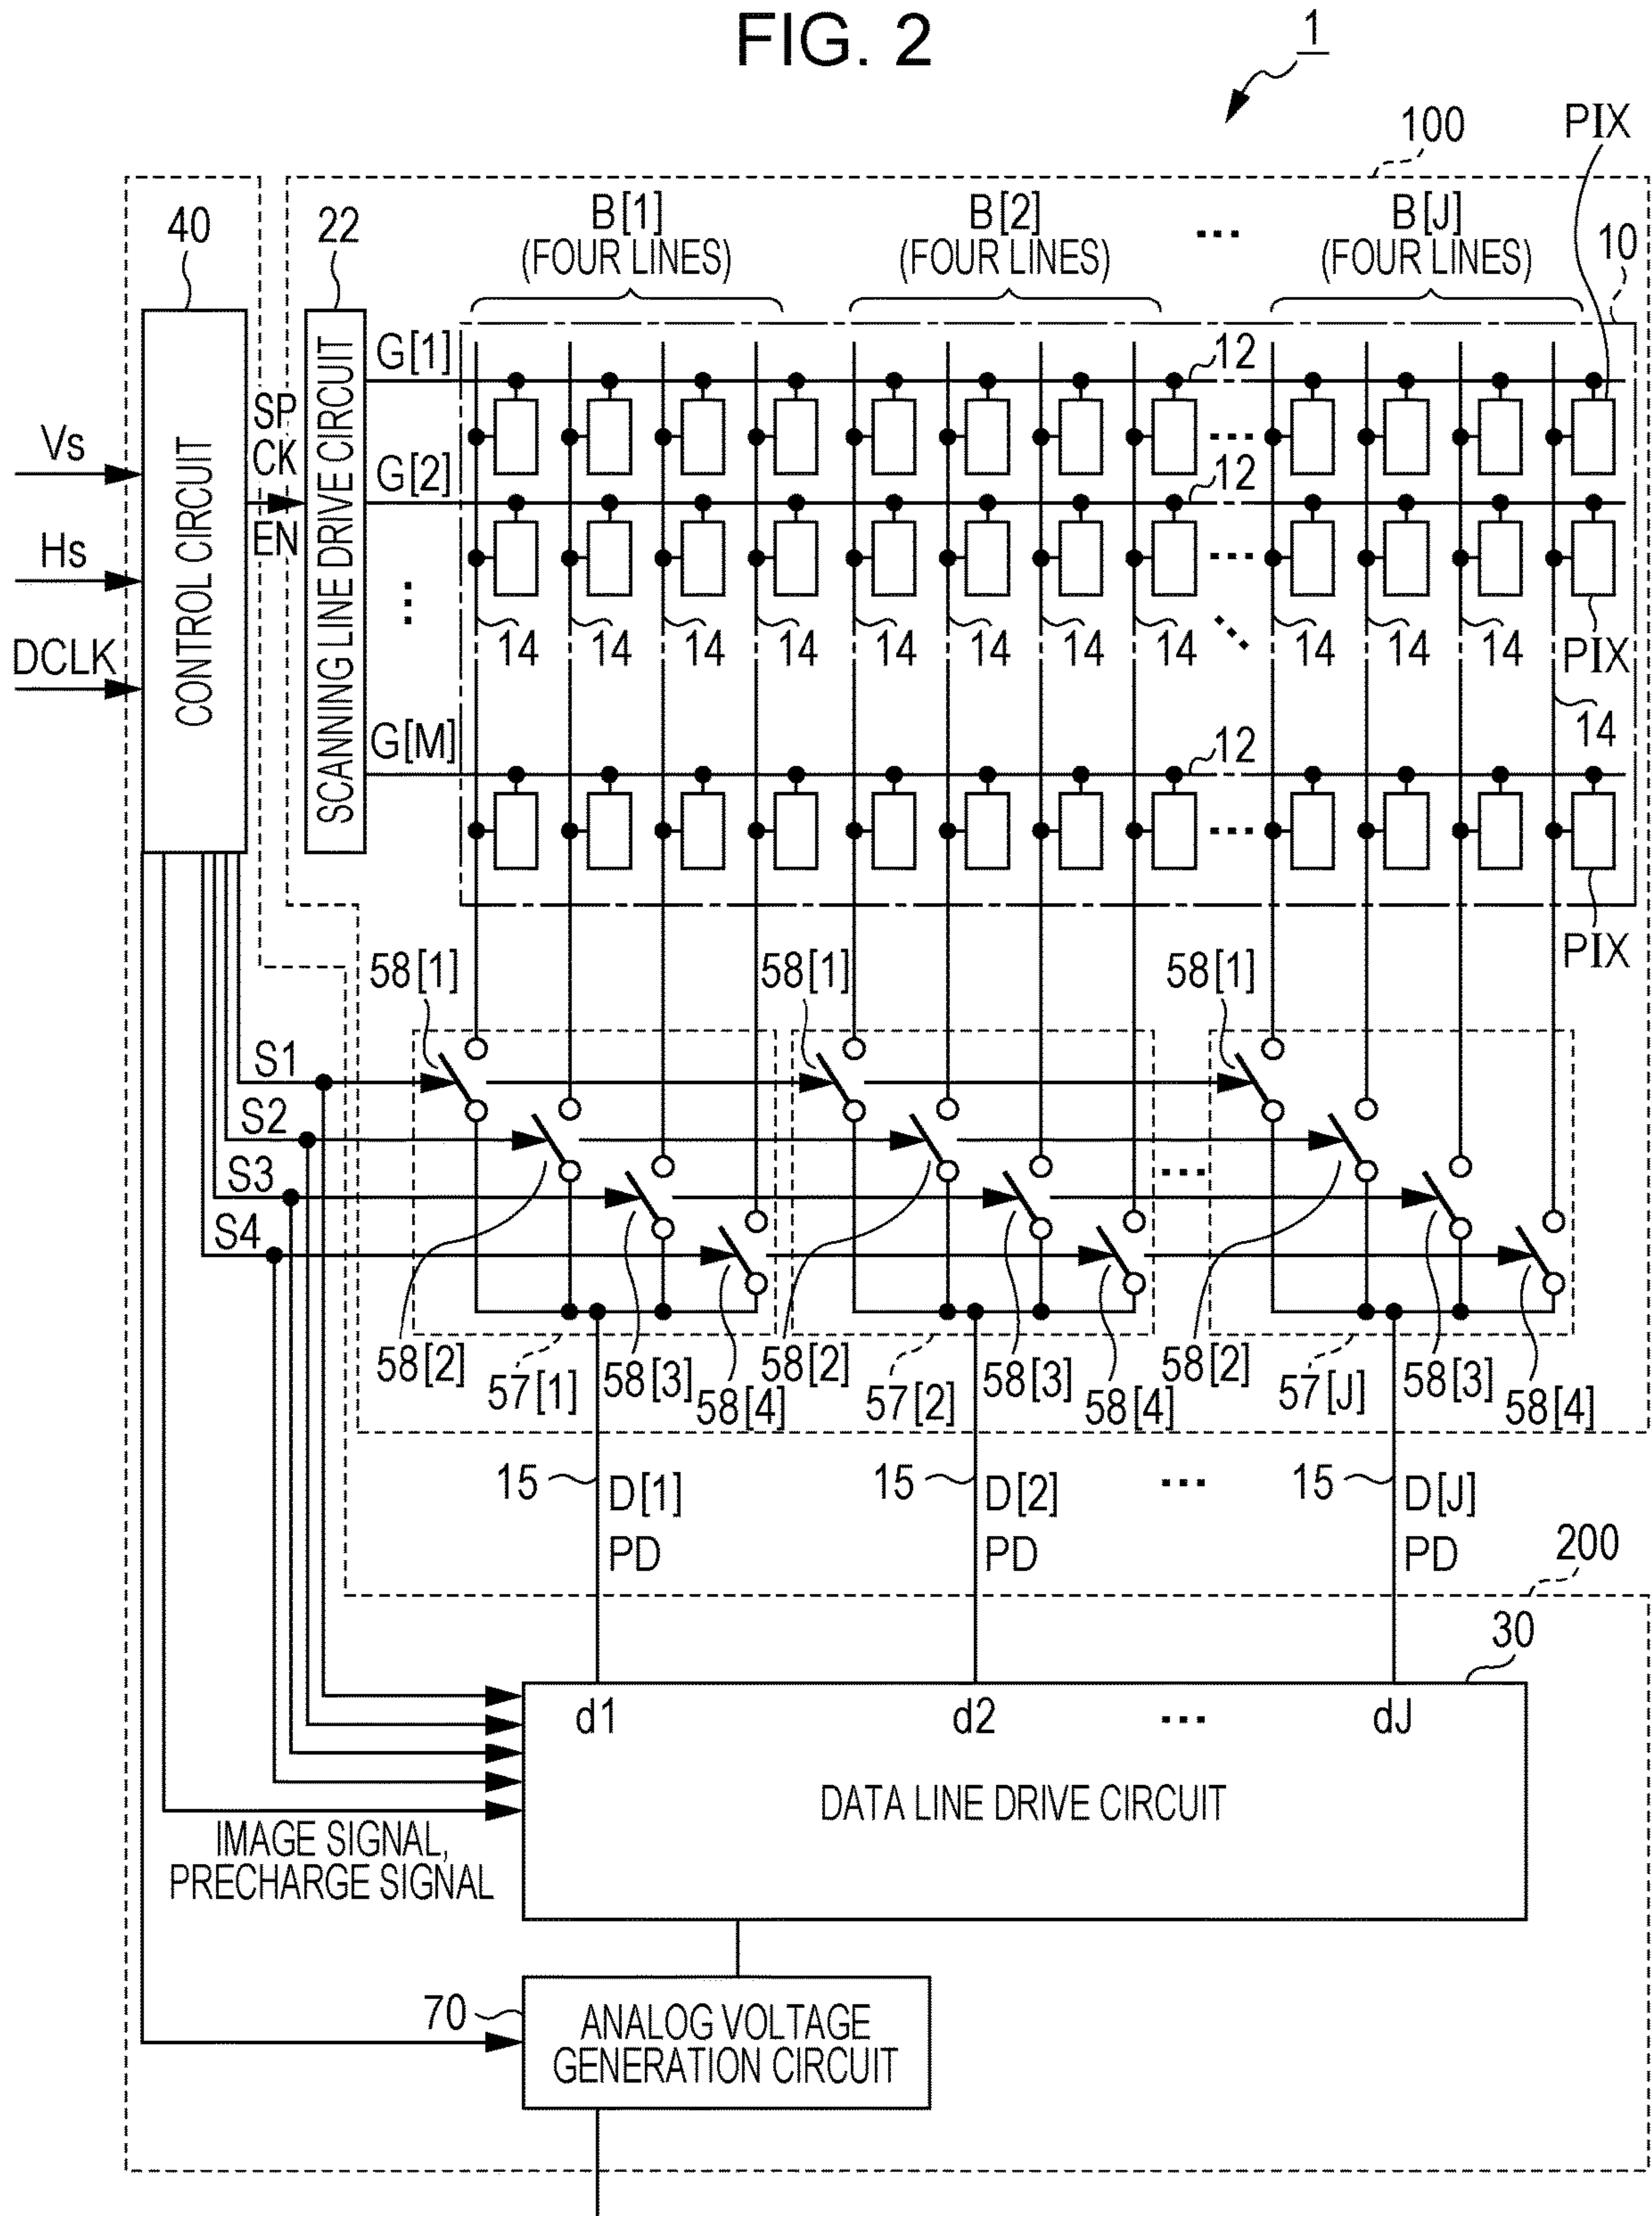 FIG. 2
1
100
PIX
40
22
B[1]
(FOUR LINES)
B[2]
(FOUR LINES)
...
B[J]
(FOUR LINES)
10
CONTROL CIRCUIT
SCANNING LINE DRIVE CIRCUIT
Vs
Hs
DCLK
SP
CK
EN
G[1]
12
...
G[2]
12
...
14 14 14 14 14 14 14 14 14 14 14
PIX
14
G[M]
12
...
PIX
58[1] 58[1] 58[1]
S1
S2
S3
S4
...
58[2] 57[1] 58[3] 58[4]
58[2] 57[2] 58[3] 58[4]
58[2] 57[J] 58[3] 58[4]
15 D[1]
PD
15 D[2]
PD
...
15 D[J]
PD
200
30
d1 d2 ... dJ
DATA LINE DRIVE CIRCUIT
IMAGE SIGNAL,
PRECHARGE SIGNAL
70
ANALOG VOLTAGE
GENERATION CIRCUIT